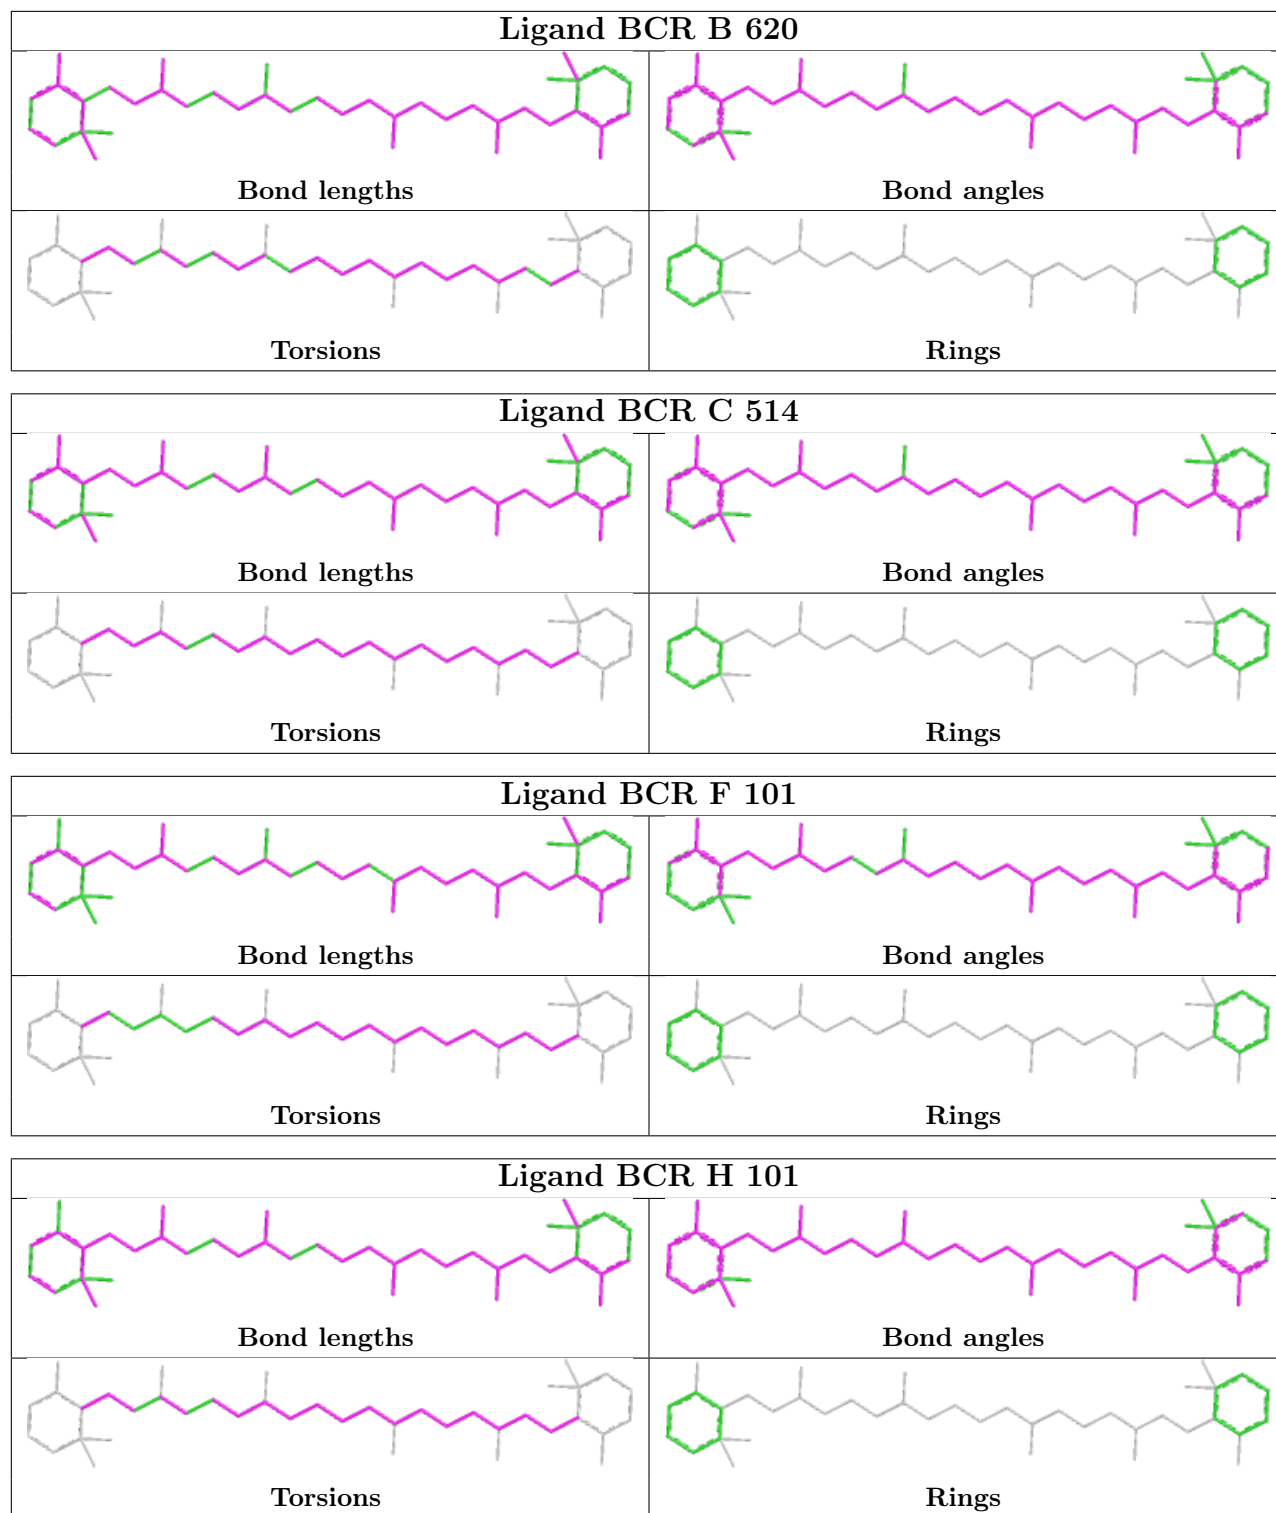 Ligand BCR B 620
Bond lengths
Bond angles
Torsions
Rings
Ligand BCR C 514
Bond lengths
Bond angles
Torsions
Rings
Ligand BCR F 101
Bond lengths
Bond angles
Torsions
Rings
Ligand BCR H 101
Bond lengths
Bond angles
Torsions
Rings